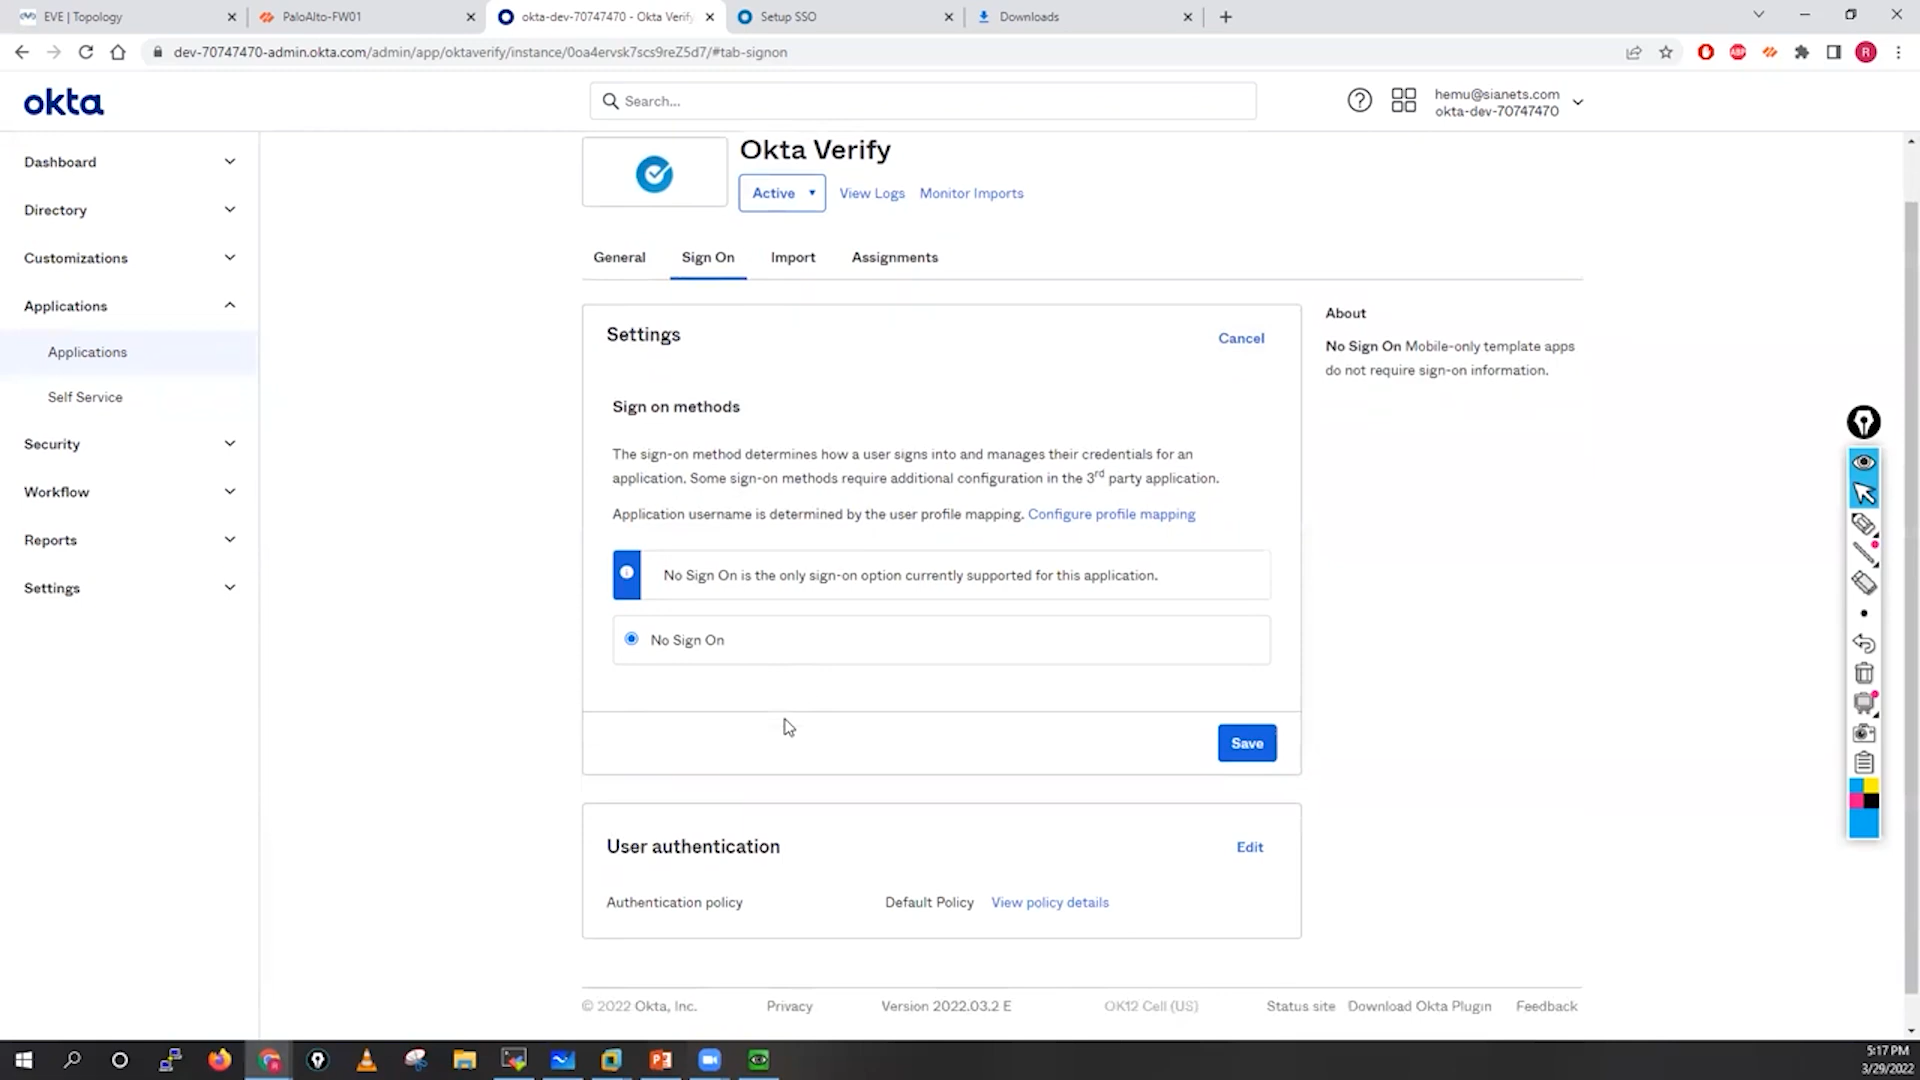 EVE | Topology
PaloAlto-FW01
okta-dev-70747470 - Okta Verify
Setup SSO
Downloads
dev-70747470-admin.okta.com/admin/app/oktaverify/instance/0oa4ervsk7scs9reZ5d7/#tab-signon
ABP
R
okta
Search...
hemu@sianets.com
okta-dev-70747470
Dashboard
Directory
Customizations
Applications
Applications
Self Service
Security
Workflow
Reports
Settings
Okta Verify
Active
View Logs
Monitor Imports
General
Sign On
Import
Assignments
Settings
Cancel
Sign on methods
The sign-on method determines how a user signs into and manages their credentials for an
application. Some sign-on methods require additional configuration in the 3rd party application.
Application username is determined by the user profile mapping. Configure profile mapping
No Sign On is the only sign-on option currently supported for this application.
No Sign On
Save
About
No Sign On Mobile-only template apps
do not require sign-on information.
User authentication
Edit
Authentication policy
Default Policy
View policy details
© 2022 Okta, Inc.
Privacy
Version 2022.03.2 E
OK12 Cell (US)
Status site
Download Okta Plugin
Feedback
5:17 PM
3/29/2022